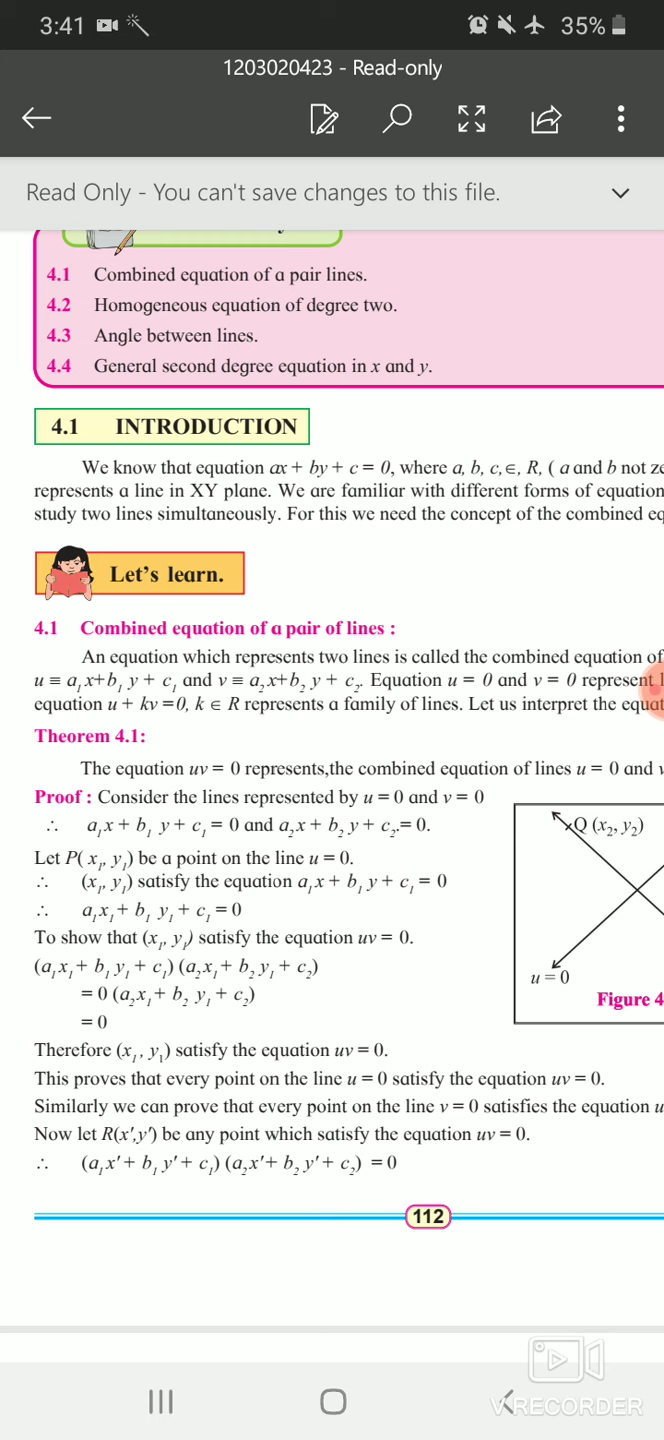 3:41 35%
1203020423 - Read-only
Read Only - You can't save changes to this file.
4.1 Combined equation of a pair lines.
4.2 Homogeneous equation of degree two.
4.3 Angle between lines.
4.4 General second degree equation in x and y.
4.1 INTRODUCTION
We know that equation ax + by + c = 0, where a, b, c,∈, R, ( a and b not ze
represents a line in XY plane. We are familiar with different forms of equation
study two lines simultaneously. For this we need the concept of the combined eq
Let's learn.
4.1 Combined equation of a pair of lines :
An equation which represents two lines is called the combined equation of
u ≡ a₁x+b₁ y + c₁ and v ≡ a₂x+b₂ y + c₂. Equation u = 0 and v = 0 represent l
equation u + kv =0, k ∈ R represents a family of lines. Let us interpret the equat
Theorem 4.1:
The equation uv = 0 represents,the combined equation of lines u = 0 and v
Proof : Consider the lines represented by u = 0 and v = 0
∴ a₁x + b₁ y + c₁ = 0 and a₂x + b₂ y + c₂.= 0.
Q (x₂, y₂)
Let P( x₁, y₁) be a point on the line u = 0.
∴ (x₁, y₁) satisfy the equation a₁x + b₁ y + c₁ = 0
∴ a₁x₁ + b₁ y₁ + c₁ = 0
To show that (x₁, y₁) satisfy the equation uv = 0.
(a₁x₁ + b₁ y₁ + c₁) (a₂x₁ + b₂ y₁ + c₂)
u = 0
= 0 (a₂x₁ + b₂ y₁ + c₂)
Figure 4
= 0
Therefore (x₁, y₁) satisfy the equation uv = 0.
This proves that every point on the line u = 0 satisfy the equation uv = 0.
Similarly we can prove that every point on the line v = 0 satisfies the equation u
Now let R(x′,y′) be any point which satisfy the equation uv = 0.
∴ (a₁x′ + b₁ y′ + c₁) (a₂x′ + b₂ y′ + c₂) = 0
112
V RECORDER